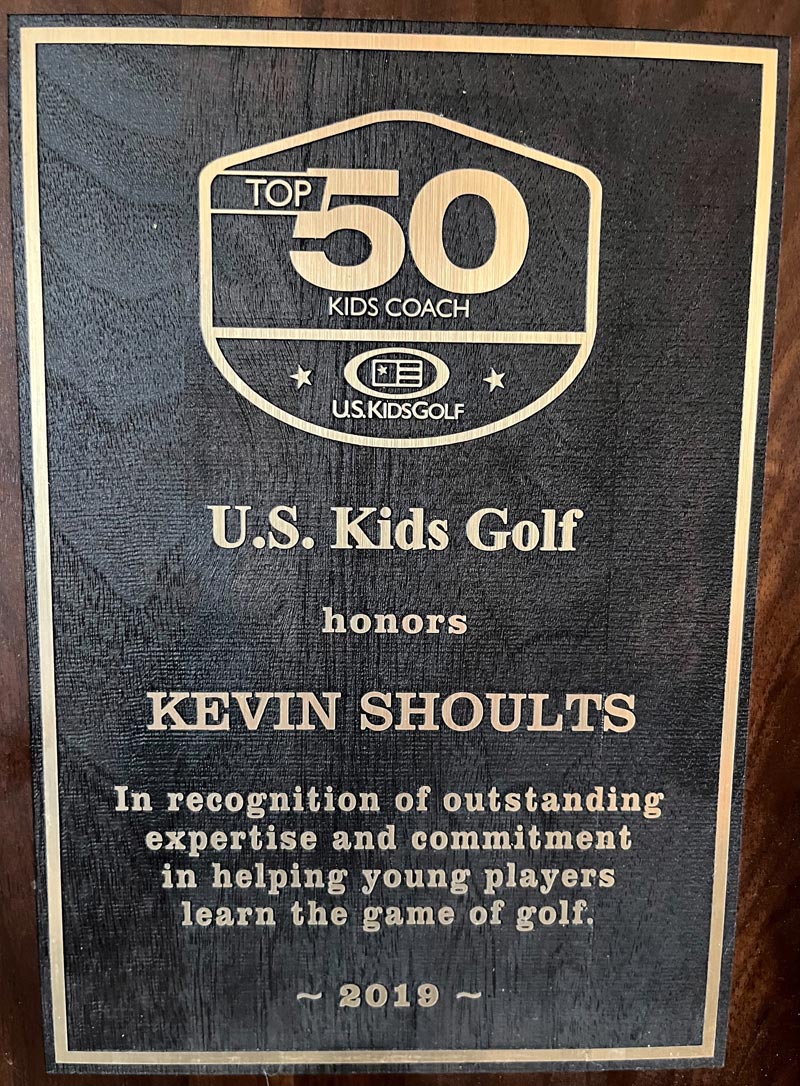 TOP 50
KIDS COACH
U.S.KIDSGOLF
U.S. Kids Golf
honors
KEVIN SHOULTS
In recognition of outstanding
expertise and commitment
in helping young players
learn the game of golf.
~ 2019 ~